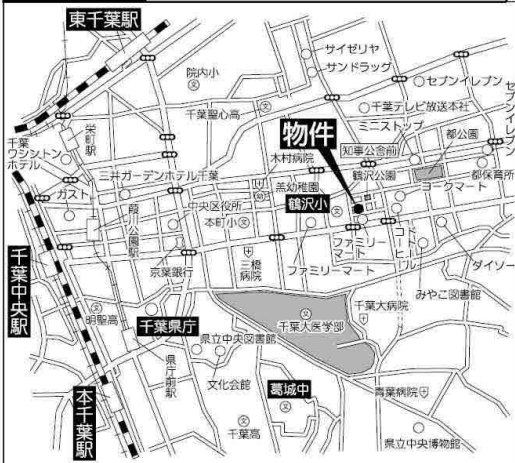 東千葉駅
院内小
サイゼリヤ
サンドラッグ
セブンイレブン
千葉聖心高
千葉テレビ放送本社
ミニストップ
都公園
セブンイレブン
千葉
ワシントン
ホテル
栄町駅
物件
知事公舎前
木村病院
三井ガーデンホテル千葉
羔幼稚園
鶴沢公園
ヨークマート
都保育所
ガスト
葭川公園駅
中央区役所
本町小
鶴沢小
京葉銀行
三橋
病院
ファミリーマート
ファミリー
マート
ドトール
コーヒー
ダイソー
みやこ図書館
千葉中央駅
明聖高
千葉県庁
県立中央図書館
千葉大医学部
千葉大病院
県庁前駅
文化会館
葛城中
青葉病院
本千葉駅
千葉高
県立中央博物館